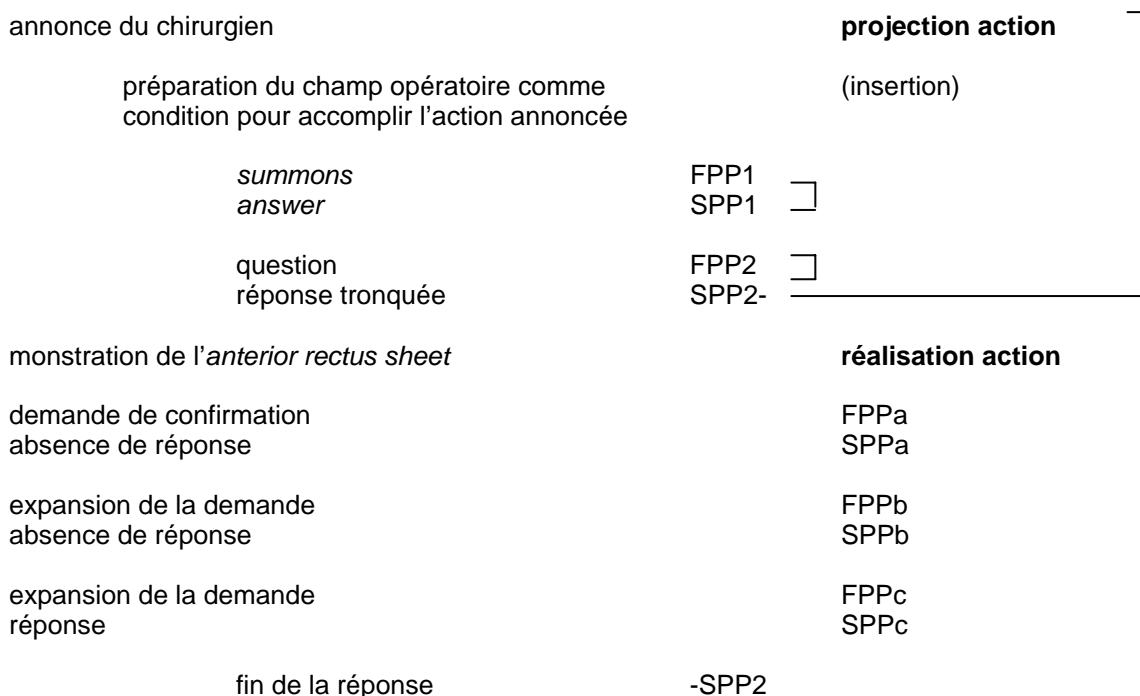 annonce du chirurgien projection action
préparation du champ opératoire comme (insertion)
condition pour accomplir l'action annoncée
summons FPP1
answer SPP1
question FPP2
réponse tronquée SPP2-
monstration de l'anterior rectus sheet réalisation action
demande de confirmation FPPa
absence de réponse SPPa
expansion de la demande FPPb
absence de réponse SPPb
expansion de la demande FPPc
réponse SPPc
fin de la réponse -SPP2